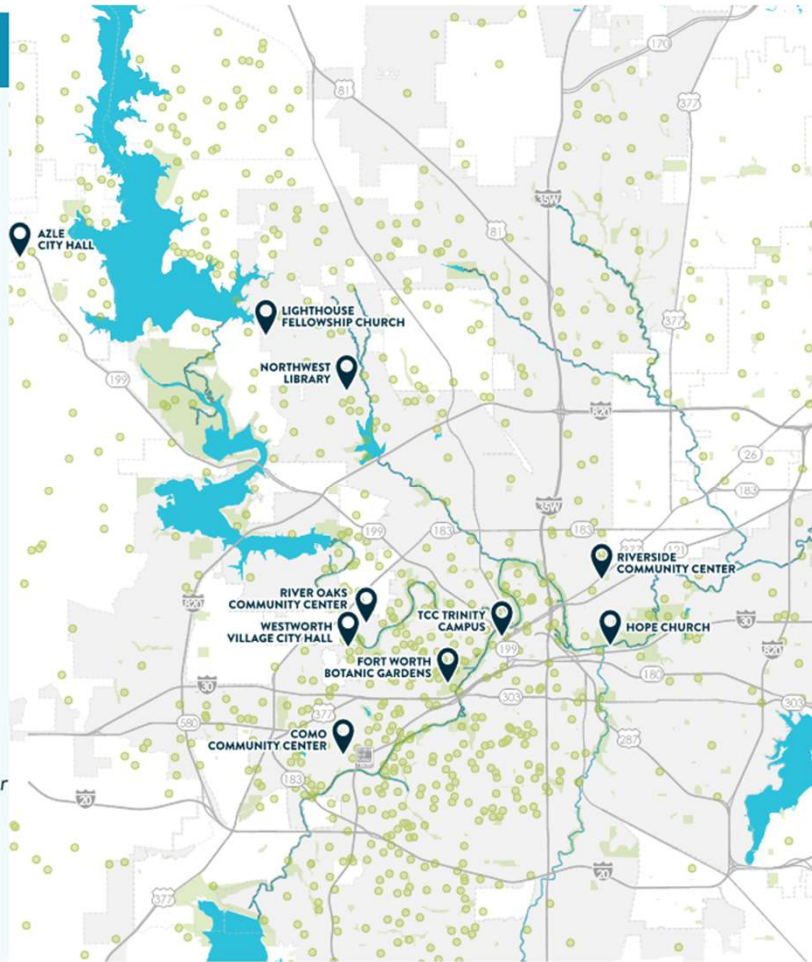 170
81
377
35W
81
AZLE
CITY HALL
LIGHTHOUSE
FELLOWSHIP CHURCH
377
NORTHWEST
LIBRARY
199
820
26
183
35W
199
183
183
377
121
RIVERSIDE
COMMUNITY CENTER
RIVER OAKS
COMMUNITY CENTER
820
WESTWORTH
VILLAGE CITY HALL
TCC TRINITY
CAMPUS
HOPE CHURCH
30
199
820
FORT WORTH
BOTANIC GARDENS
180
30
303
303
377
580
COMO
COMMUNITY CENTER
287
183
r
20
20
377